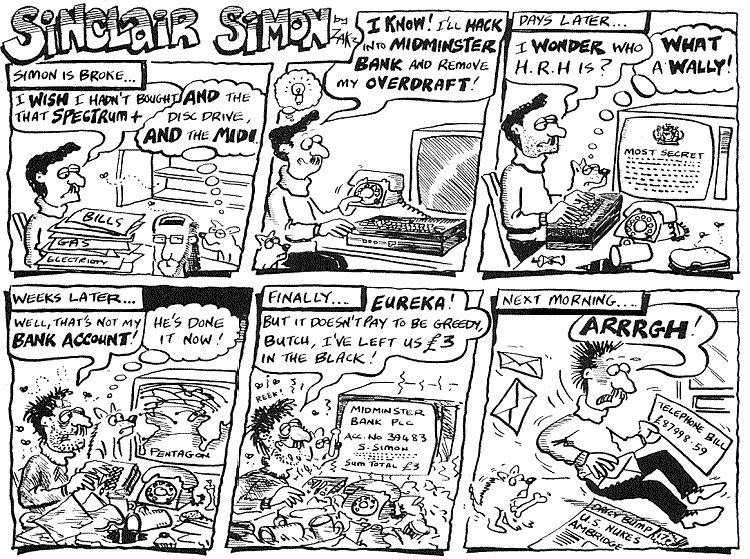 SINCLAIR SIMON
by ZAKZ
SIMON IS BROKE...
I WISH I HADN'T BOUGHT
THAT SPECTRUM +
AND THE
DISC DRIVE,
AND THE MIDI.
BILLS
GAS
ELECTRICITY
I KNOW! I'LL HACK
INTO MIDMINSTER
BANK AND REMOVE
MY OVERDRAFT!
DAYS LATER...
I WONDER WHO
H.R.H IS?
WHAT
A WALLY!
MOST SECRET
WEEKS LATER...
WELL, THAT'S NOT MY
BANK ACCOUNT!
HE'S DONE
IT NOW!
PENTAGON
FINALLY...
EUREKA!
BUT IT DOESN'T PAY TO BE GREEDY,
BUTCH, I'VE LEFT US £3
IN THE BLACK!
REEK!
MIDMINSTER
BANK PLC
ACC. NO 39483
S. SIMON
SUM TOTAL £3
NEXT MORNING....
ARRRGH!
TELEPHONE BILL
£87998.59
DAILY BUMPH
U.S NUKES
AMBRIDGE